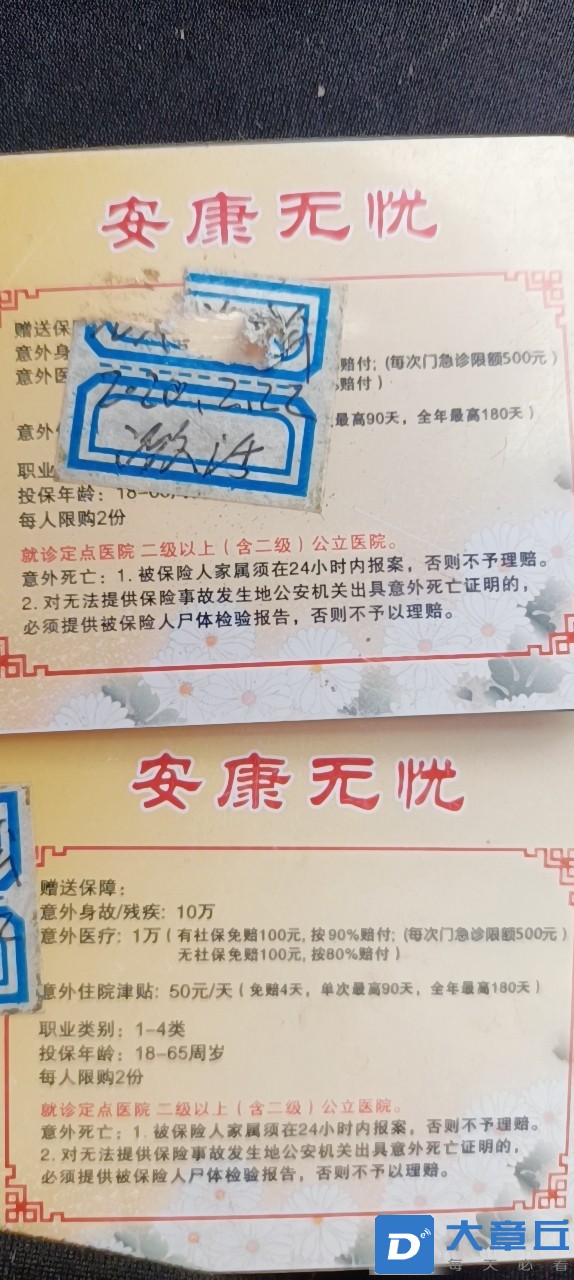 安康无忧
赠送保
意外身
赔付; (每次门急诊限额500元)
意外医
赔付)
2020.2.22
意外
最高90天，全年最高180天)
激活
职业
投保年龄：18-6
每人限购2份
就诊定点医院 二级以上(含二级)公立医院。
意外死亡：1. 被保险人家属须在24小时内报案，否则不予理赔。
2. 对无法提供保险事故发生地公安机关出具意外死亡证明的，
必须提供被保险人尸体检验报告，否则不予以理赔。
安康无忧
赠送保障：
意外身故/残疾: 10万
意外医疗: 1万(有社保免赔100元, 按90%赔付; (每次门急诊限额500元)
无社保免赔100元, 按80%赔付)
意外住院津贴: 50元/天(免赔4天，单次最高90天，全年最高180天)
职业类别：1-4类
投保年龄：18-65周岁
每人限购2份
就诊定点医院 二级以上(含二级)公立医院。
意外死亡：1. 被保险人家属须在24小时内报案，否则不予理赔。
2. 对无法提供保险事故发生地公安机关出具意外死亡证明的，
必须提供被保险人尸体检验报告，否则不予以理赔。
大章丘
每天必看